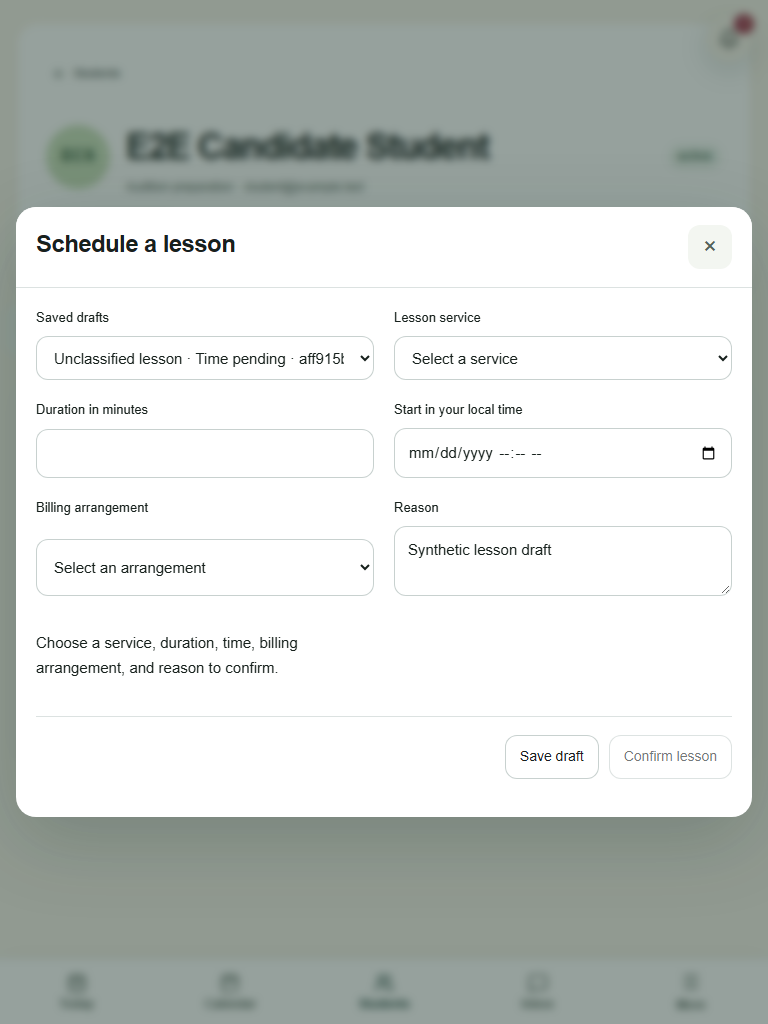 E2E Candidate Student
Schedule a lesson
Saved drafts
Lesson service
Unclassified lesson · Time pending · aff915b
Select a service
Duration in minutes
Start in your local time
mm/dd/yyyy --:-- --
Billing arrangement
Reason
Select an arrangement
Synthetic lesson draft
Choose a service, duration, time, billing
arrangement, and reason to confirm.
Save draft
Confirm lesson